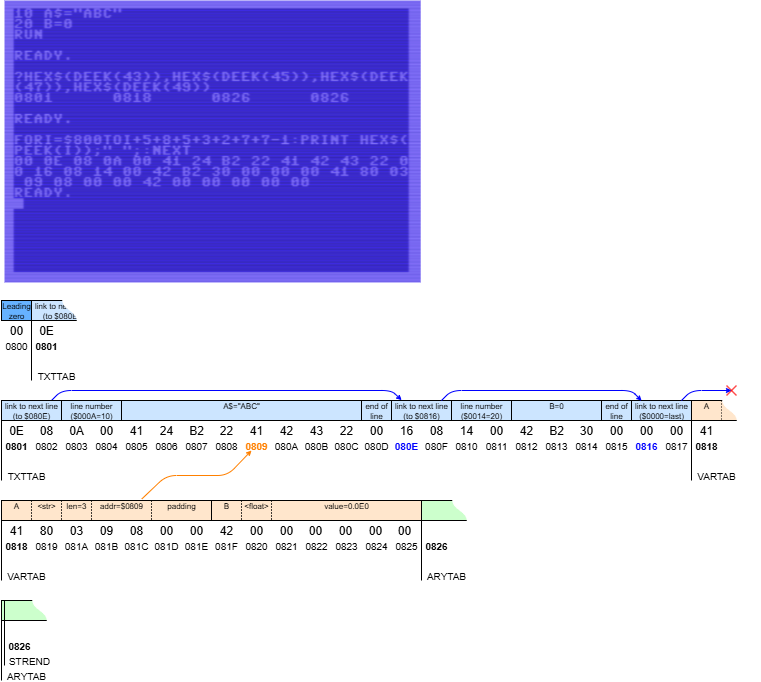 10 A$="ABC"
20 B=0
RUN
READY.
?HEX$(DEEK(43)),HEX$(DEEK(45)),HEX$(DEEK
(47)),HEX$(DEEK(49))
0801 0818 0826 0826
READY.
FORI=$800TOI+5+8+5+3+2+7+7-1:PRINT HEX$(
PEEK(I));" ";:NEXT
00 0E 08 0A 00 41 24 B2 22 41 42 43 22 0
0 16 08 14 00 42 B2 30 00 00 00 41 80 03
09 08 00 00 42 00 00 00 00 00 00
READY.
Leading link to ne
zero (to $080E
00 0E
0800 0801
TXTTAB
link to next line line number A$="ABC" end of link to next line line number B=0 end of link to next line A
(to $080E) ($000A=10) line (to $0816) ($0014=20) line ($0000=last)
0E 08 0A 00 41 24 B2 22 41 42 43 22 00 16 08 14 00 42 B2 30 00 00 00 41
0801 0802 0803 0804 0805 0806 0807 0808 0809 080A 080B 080C 080D 080E 080F 0810 0811 0812 0813 0814 0815 0816 0817 0818
TXTTAB VARTAB
A <str> len=3 addr=$0809 padding B <float> value=0.0E0
41 80 03 09 08 00 00 42 00 00 00 00 00 00
0818 0819 081A 081B 081C 081D 081E 081F 0820 0821 0822 0823 0824 0825 0826
VARTAB ARYTAB
0826
STREND
ARYTAB